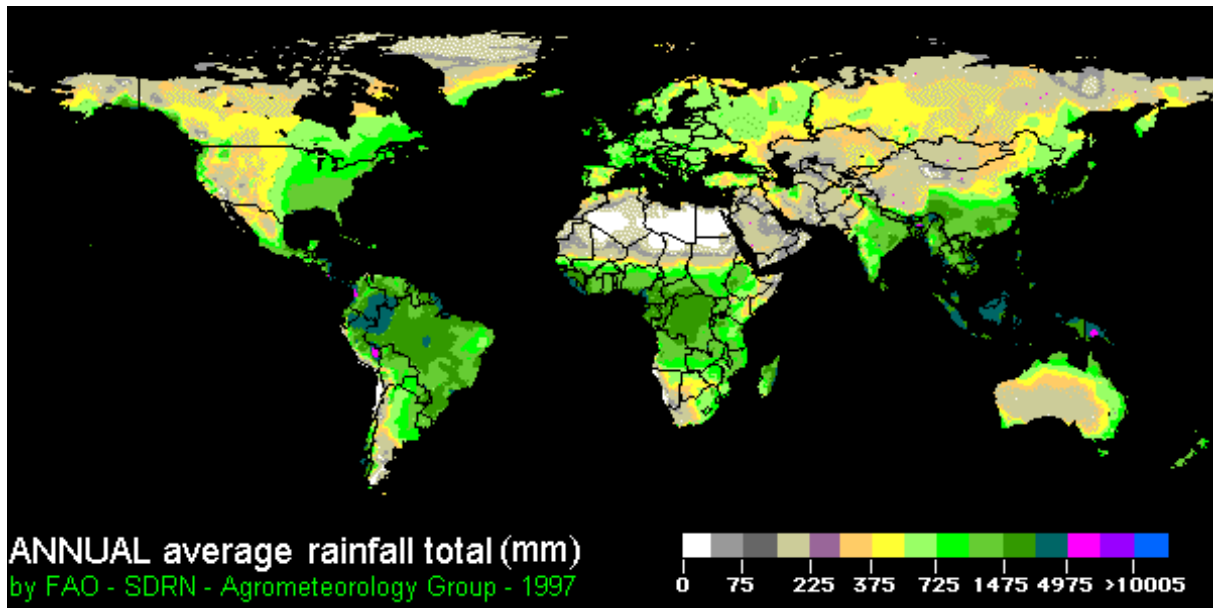 ANNUAL average rainfall total (mm)
by FAO - SDRN - Agrometeorology Group - 1997
0 75 225 375 725 1475 4975 >10005